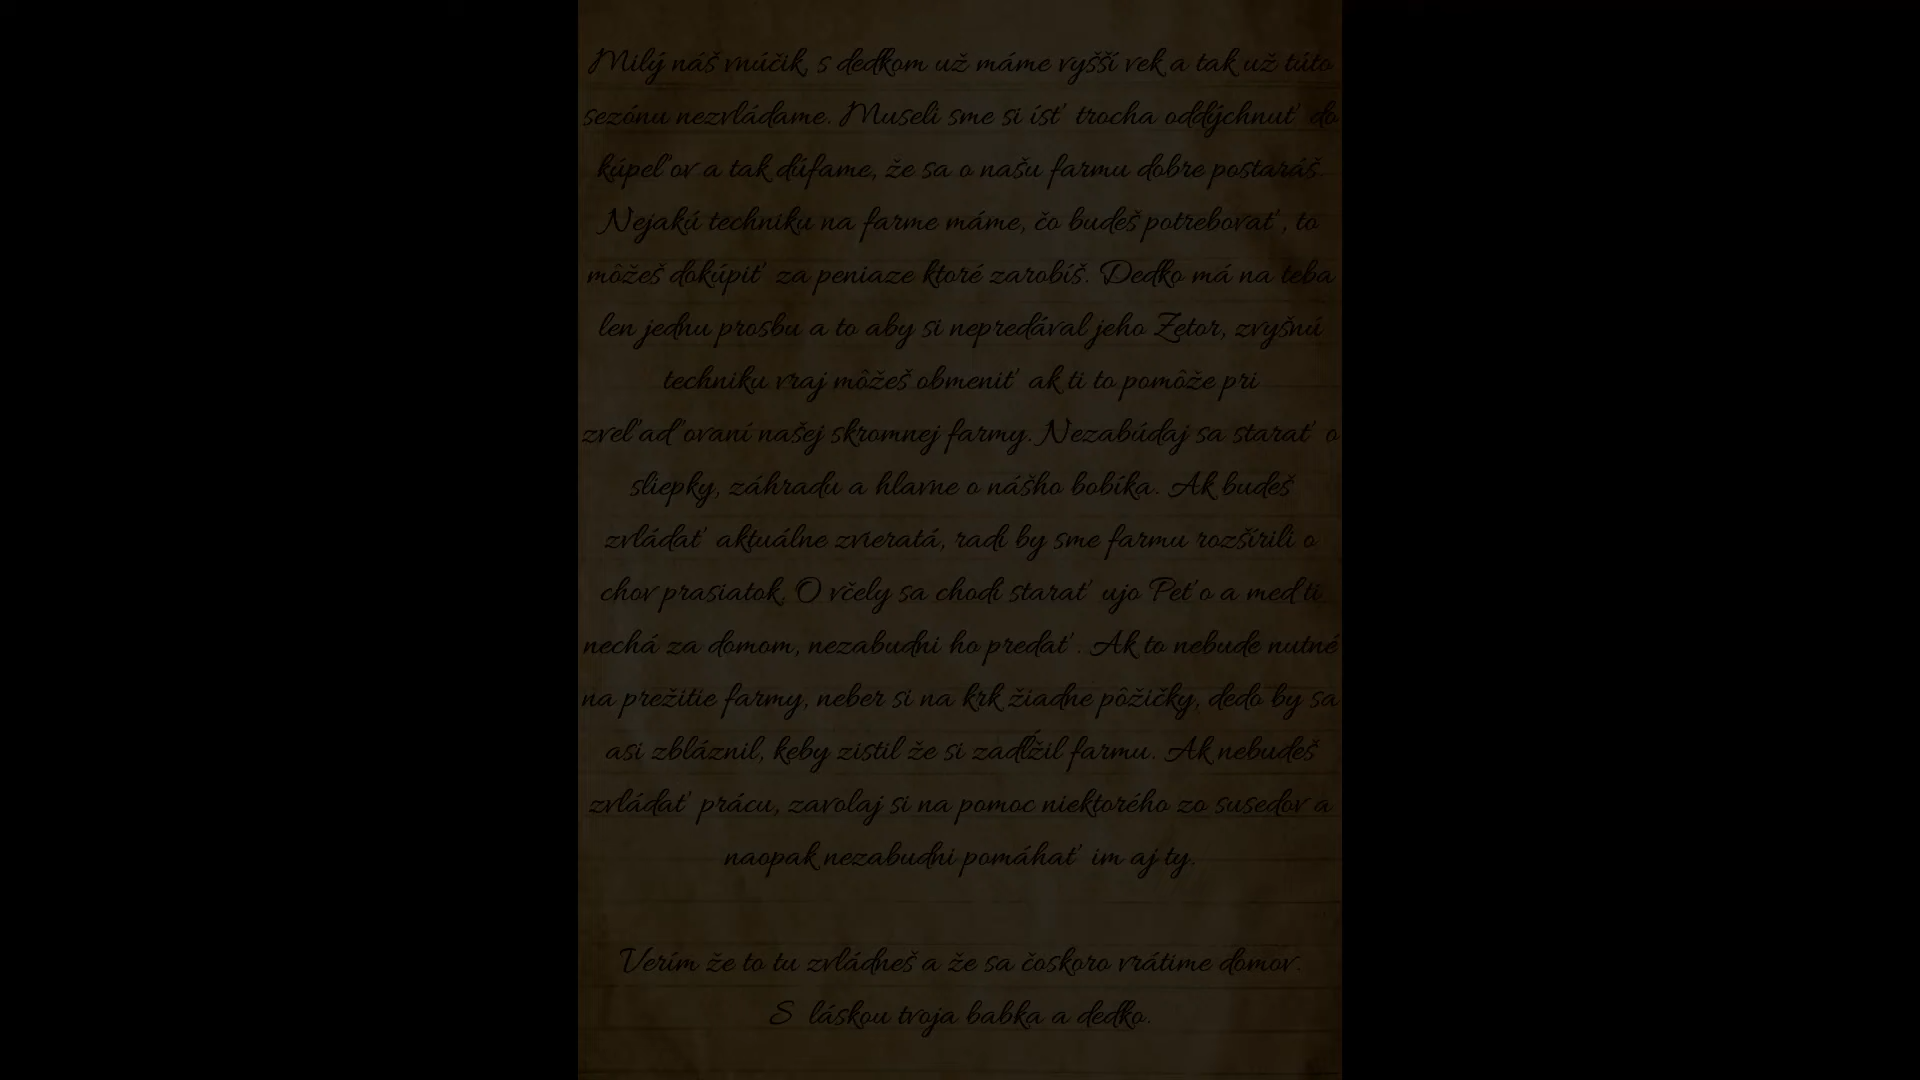 Milý náš vnúčik, s dedkom už máme vyšší vek a tak už túto
sezónu nezvládame. Museli sme si ísť trocha oddýchnuť do
kúpeľov a tak dúfame, že sa o našu farmu dobre postaráš.
Nejakú techniku na farme máme, čo budeš potrebovať, to
môžeš dokúpiť za peniaze ktoré zarobíš. Dedko má na teba
len jednu prosbu a to aby si nepredával jeho Zetor, zvyšnú
techniku vraj môžeš obmeniť ak ti to pomôže pri
zveľaďovaní našej skromnej farmy. Nezabúdaj sa starať o
sliepky, záhradu a hlavne o nášho bobíka. Ak budeš
zvládať aktuálne zvieratá, radi by sme farmu rozšírili o
chov prasiatok. O včely sa chodí starať ujo Peťo a med ti
nechá za domom, nezabudni ho predať. Ak to nebude nutné
na prežitie farmy, neber si na krk žiadne pôžičky, dedo by sa
asi zbláznil, keby zistil že si zadĺžil farmu. Ak nebudeš
zvládať prácu, zavolaj si na pomoc niektorého zo susedov a
naopak nezabudni pomáhať im aj ty.
Verím že to tu zvládneš a že sa čoskoro vrátime domov.
S láskou tvoja babka a dedko.